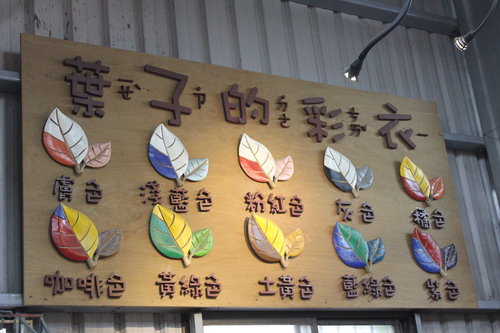 葉子的彩衣
膚色 淺藍色 粉紅色 灰色 橘色
咖啡色 黃綠色 土黃色 藍綠色 紫色